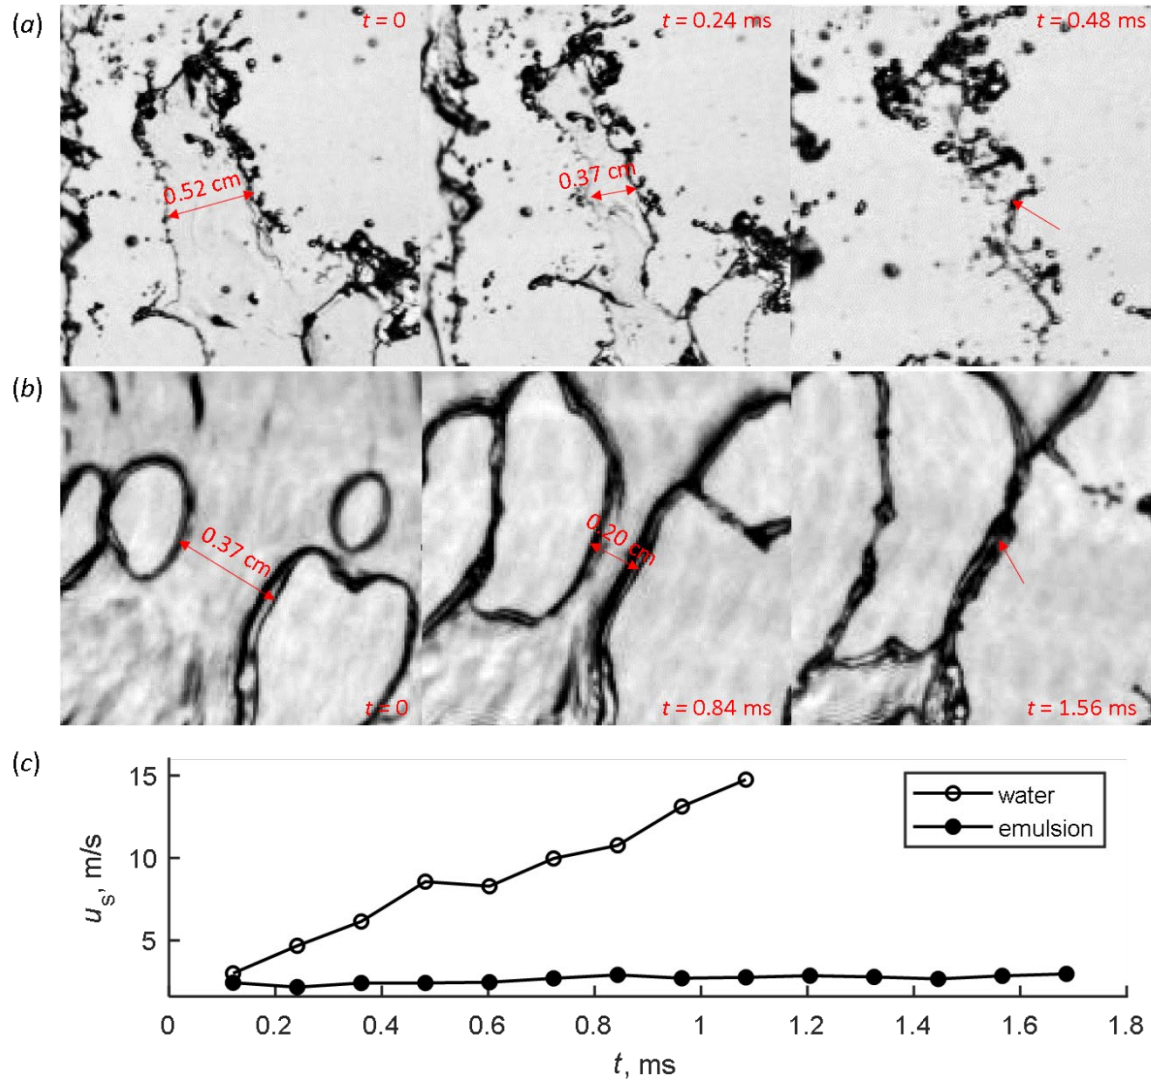 (a)
t = 0
t = 0.24 ms
t = 0.48 ms
0.52 cm
0.37 cm
(b)
0.37 cm
0.20 cm
t = 0
t = 0.84 ms
t = 1.56 ms
(c)
15
10
5
u_s, m/s
water
emulsion
0 0.2 0.4 0.6 0.8 1 1.2 1.4 1.6 1.8
t, ms